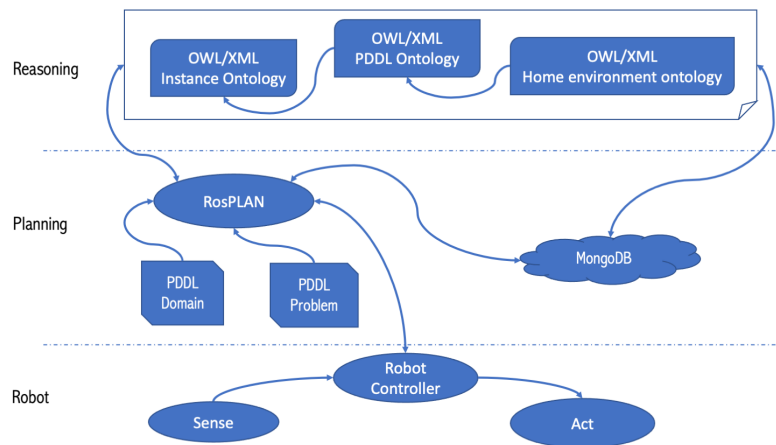 Reasoning
OWL/XML
Instance Ontology
OWL/XML
PDDL Ontology
OWL/XML
Home environment ontology
Planning
RosPLAN
MongoDB
PDDL
Domain
PDDL
Problem
Robot
Robot
Controller
Sense
Act